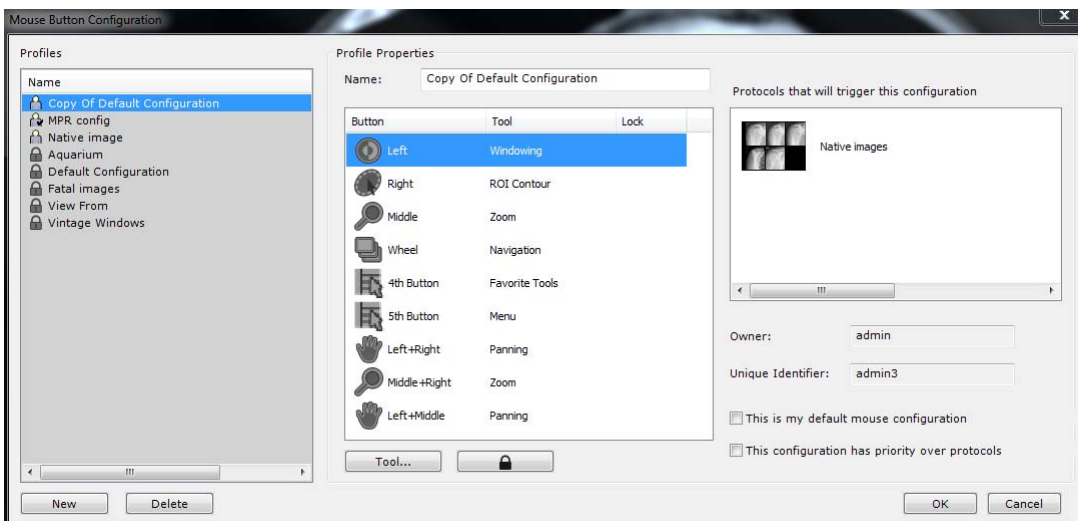 Mouse Button Configuration
x
Profiles
Name
Copy Of Default Configuration
MPR config
Native image
Aquarium
Default Configuration
Fatal images
View From
Vintage Windows
New Delete
Profile Properties
Name: Copy Of Default Configuration
Button Tool Lock
Left Windowing
Right ROI Contour
Middle Zoom
Wheel Navigation
4th Button Favorite Tools
5th Button Menu
Left+Right Panning
Middle+Right Zoom
Left+Middle Panning
Tool...
Protocols that will trigger this configuration
Native images
Owner: admin
Unique Identifier: admin3
This is my default mouse configuration
This configuration has priority over protocols
OK Cancel